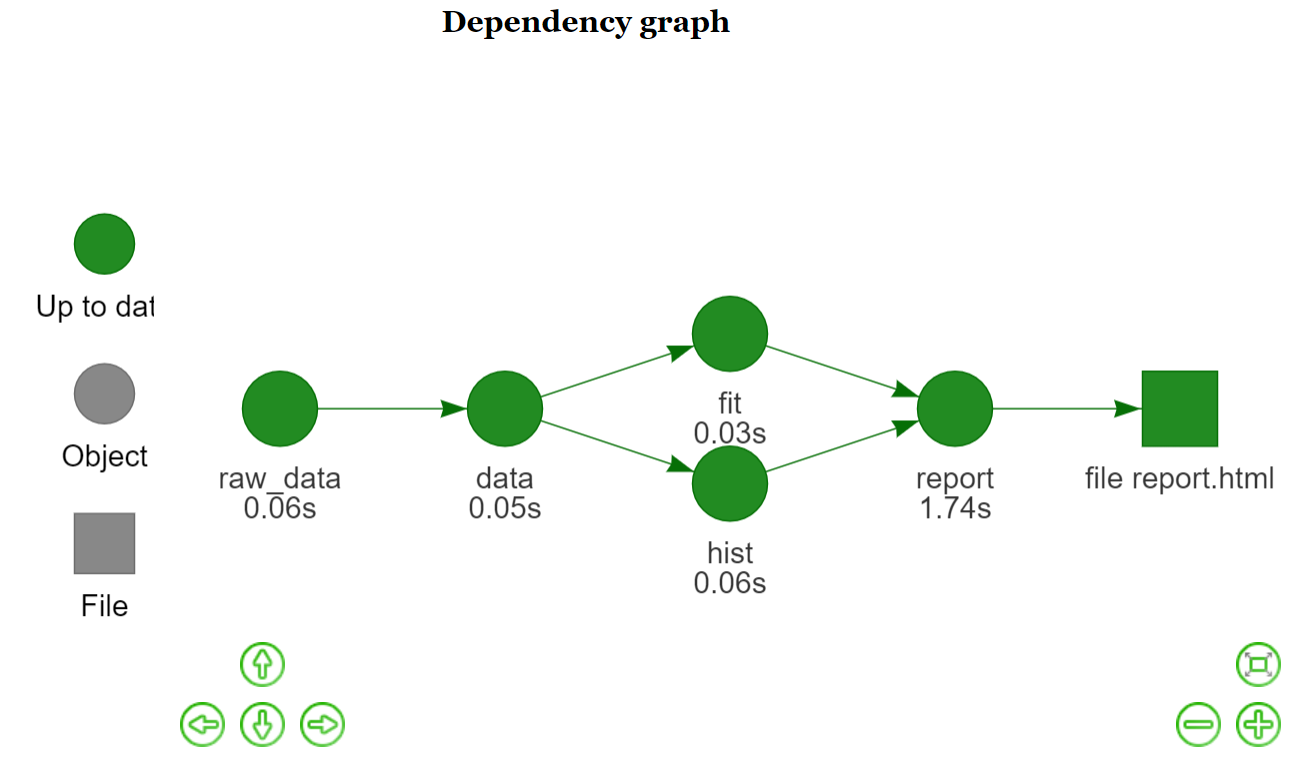 Dependency graph
Up to dat
Object
File
raw_data
0.06s
data
0.05s
fit
0.03s
hist
0.06s
report
1.74s
file report.html